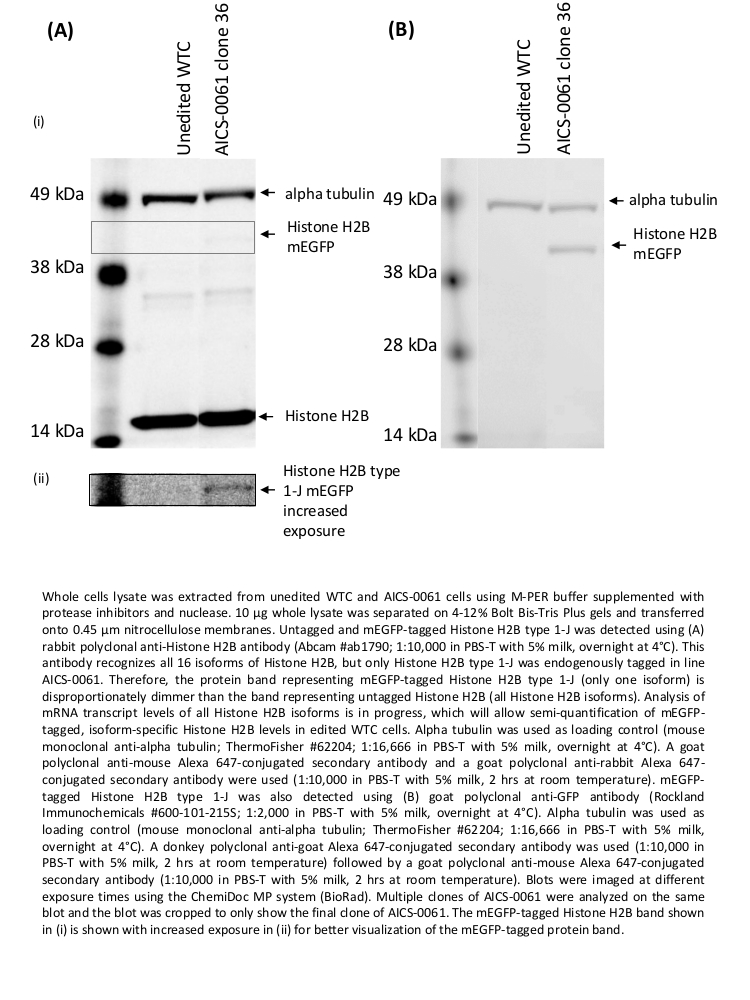 (A)
Unedited WTC
AICS-0061 clone 36
(i)
49 kDa
38 kDa
28 kDa
14 kDa
alpha tubulin
Histone H2B
mEGFP
Histone H2B
(ii)
Histone H2B type
1-J mEGFP
increased
exposure
(B)
Unedited WTC
AICS-0061 clone 36
49 kDa
38 kDa
28 kDa
14 kDa
alpha tubulin
Histone H2B
mEGFP
Whole cells lysate was extracted from unedited WTC and AICS-0061 cells using M-PER buffer supplemented with
protease inhibitors and nuclease. 10 µg whole lysate was separated on 4-12% Bolt Bis-Tris Plus gels and transferred
onto 0.45 µm nitrocellulose membranes. Untagged and mEGFP-tagged Histone H2B type 1-J was detected using (A)
rabbit polyclonal anti-Histone H2B antibody (Abcam #ab1790; 1:10,000 in PBS-T with 5% milk, overnight at 4°C). This
antibody recognizes all 16 isoforms of Histone H2B, but only Histone H2B type 1-J was endogenously tagged in line
AICS-0061. Therefore, the protein band representing mEGFP-tagged Histone H2B type 1-J (only one isoform) is
disproportionately dimmer than the band representing untagged Histone H2B (all Histone H2B isoforms). Analysis of
mRNA transcript levels of all Histone H2B isoforms is in progress, which will allow semi-quantification of mEGFP-
tagged, isoform-specific Histone H2B levels in edited WTC cells. Alpha tubulin was used as loading control (mouse
monoclonal anti-alpha tubulin; ThermoFisher #62204; 1:16,666 in PBS-T with 5% milk, overnight at 4°C). A goat
polyclonal anti-mouse Alexa 647-conjugated secondary antibody and a goat polyclonal anti-rabbit Alexa 647-
conjugated secondary antibody were used (1:10,000 in PBS-T with 5% milk, 2 hrs at room temperature). mEGFP-
tagged Histone H2B type 1-J was also detected using (B) goat polyclonal anti-GFP antibody (Rockland
Immunochemicals #600-101-215S; 1:2,000 in PBS-T with 5% milk, overnight at 4°C). Alpha tubulin was used as
loading control (mouse monoclonal anti-alpha tubulin; ThermoFisher #62204; 1:16,666 in PBS-T with 5% milk,
overnight at 4°C). A donkey polyclonal anti-goat Alexa 647-conjugated secondary antibody was used (1:10,000 in
PBS-T with 5% milk, 2 hrs at room temperature) followed by a goat polyclonal anti-mouse Alexa 647-conjugated
secondary antibody (1:10,000 in PBS-T with 5% milk, 2 hrs at room temperature). Blots were imaged at different
exposure times using the ChemiDoc MP system (BioRad). Multiple clones of AICS-0061 were analyzed on the same
blot and the blot was cropped to only show the final clone of AICS-0061. The mEGFP-tagged Histone H2B band shown
in (i) is shown with increased exposure in (ii) for better visualization of the mEGFP-tagged protein band.